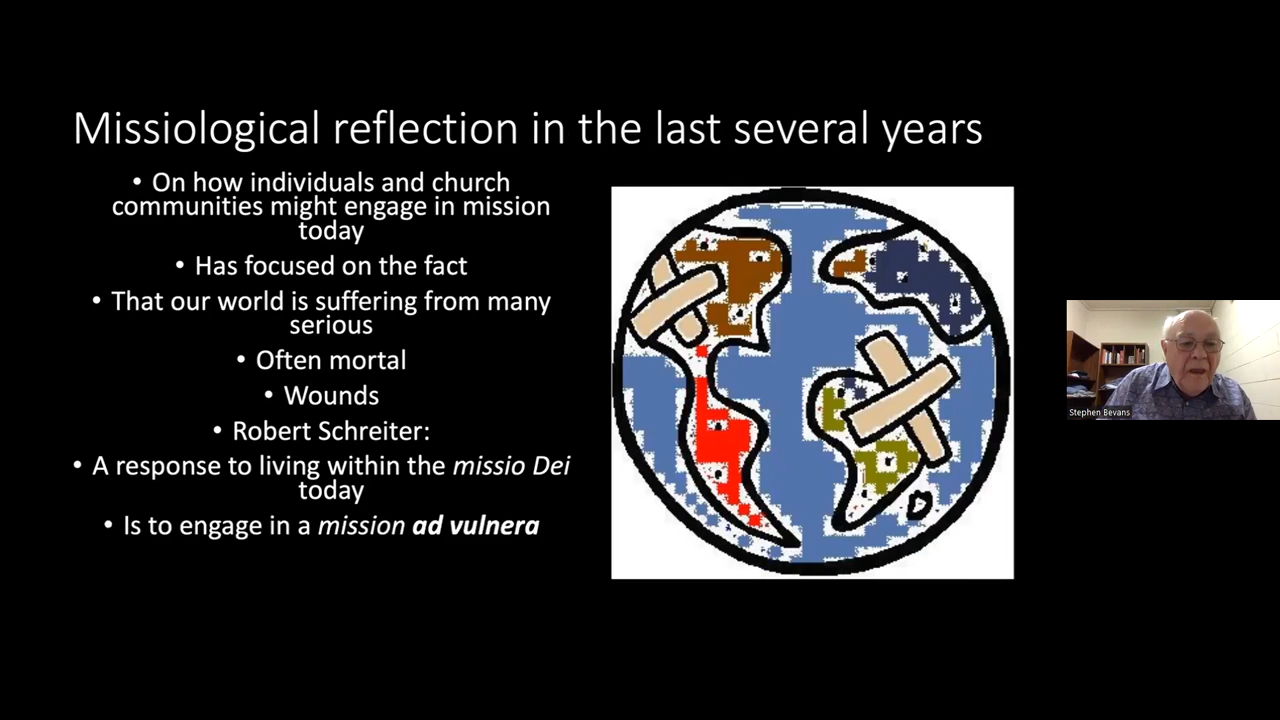 Missiological reflection in the last several years
• On how individuals and church
communities might engage in mission
today
• Has focused on the fact
• That our world is suffering from many
serious
• Often mortal
• Wounds
• Robert Schreiter:
• A response to living within the missio Dei
today
• Is to engage in a mission ad vulnera
Stephen Bevans